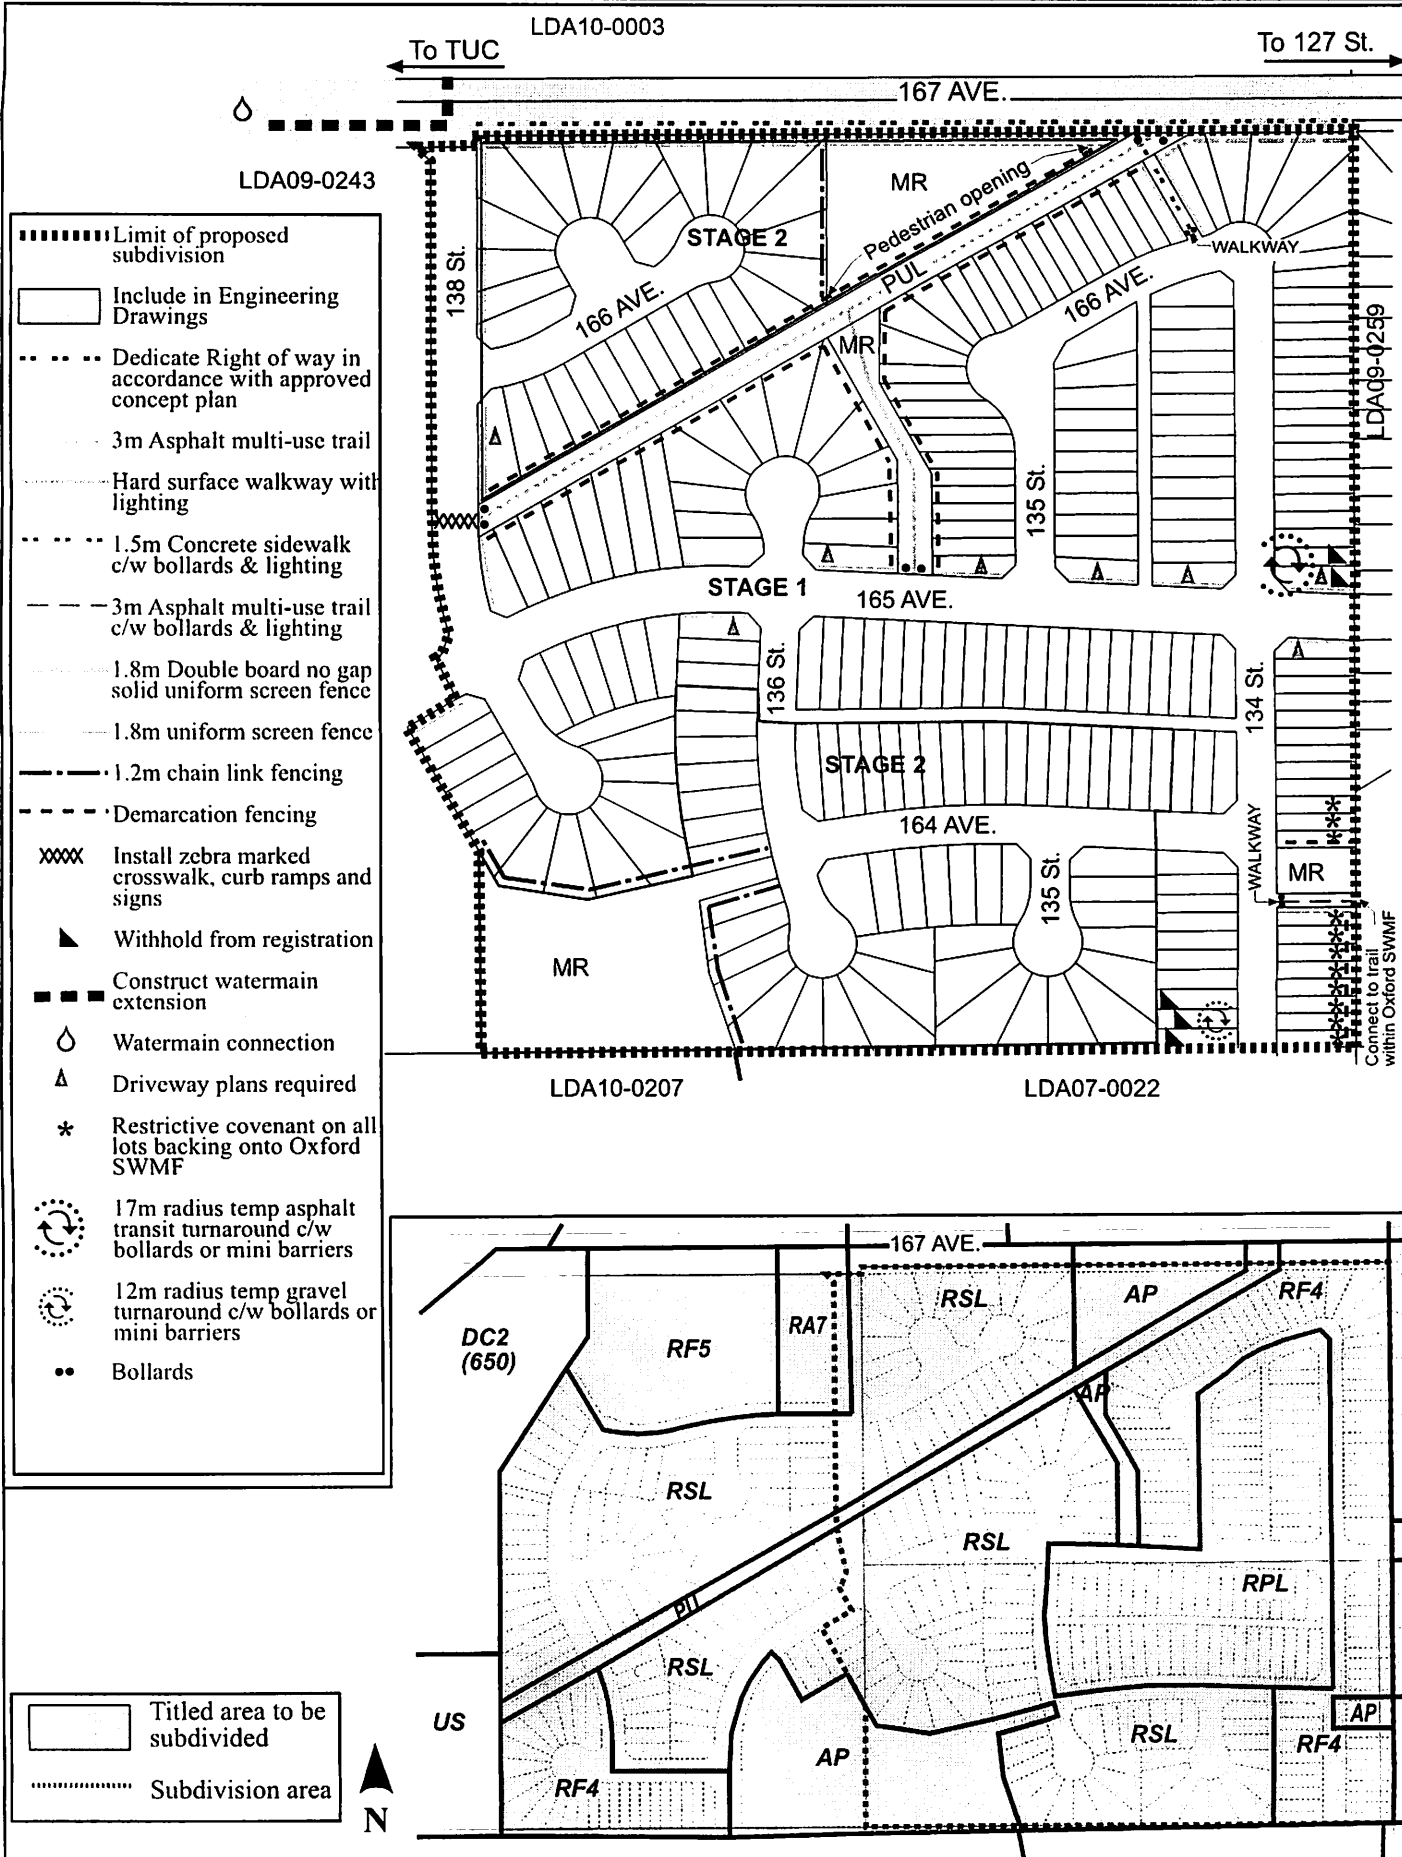 LDA10-0003
To TUC
To 127 St.
167 AVE.
LDA09-0243
Limit of proposed
subdivision
Include in Engineering
Drawings
Dedicate Right of way in
accordance with approved
concept plan
3m Asphalt multi-use trail
Hard surface walkway with
lighting
1.5m Concrete sidewalk
c/w bollards & lighting
3m Asphalt multi-use trail
c/w bollards & lighting
1.8m Double board no gap
solid uniform screen fence
1.8m uniform screen fence
1.2m chain link fencing
Demarcation fencing
Install zebra marked
crosswalk, curb ramps and
signs
Withhold from registration
Construct watermain
extension
Watermain connection
Driveway plans required
Restrictive covenant on all
lots backing onto Oxford
SWMF
17m radius temp asphalt
transit turnaround c/w
bollards or mini barriers
12m radius temp gravel
turnaround c/w bollards or
mini barriers
Bollards
138 St.
STAGE 2
166 AVE.
MR
Pedestrian opening
PUL
MR
WALKWAY
166 AVE.
LDA09-0259
135 St.
STAGE 1
165 AVE.
136 St.
134 St.
STAGE 2
164 AVE.
135 St.
WALKWAY
MR
MR
Connect to trail
within Oxford SWMF
LDA10-0207
LDA07-0022
167 AVE.
DC2
(650)
RF5
RA7
RSL
AP
RF4
AP
RSL
RSL
RPL
PU
RSL
US
AP
RSL
AP
RF4
RF4
Titled area to be
subdivided
Subdivision area
N